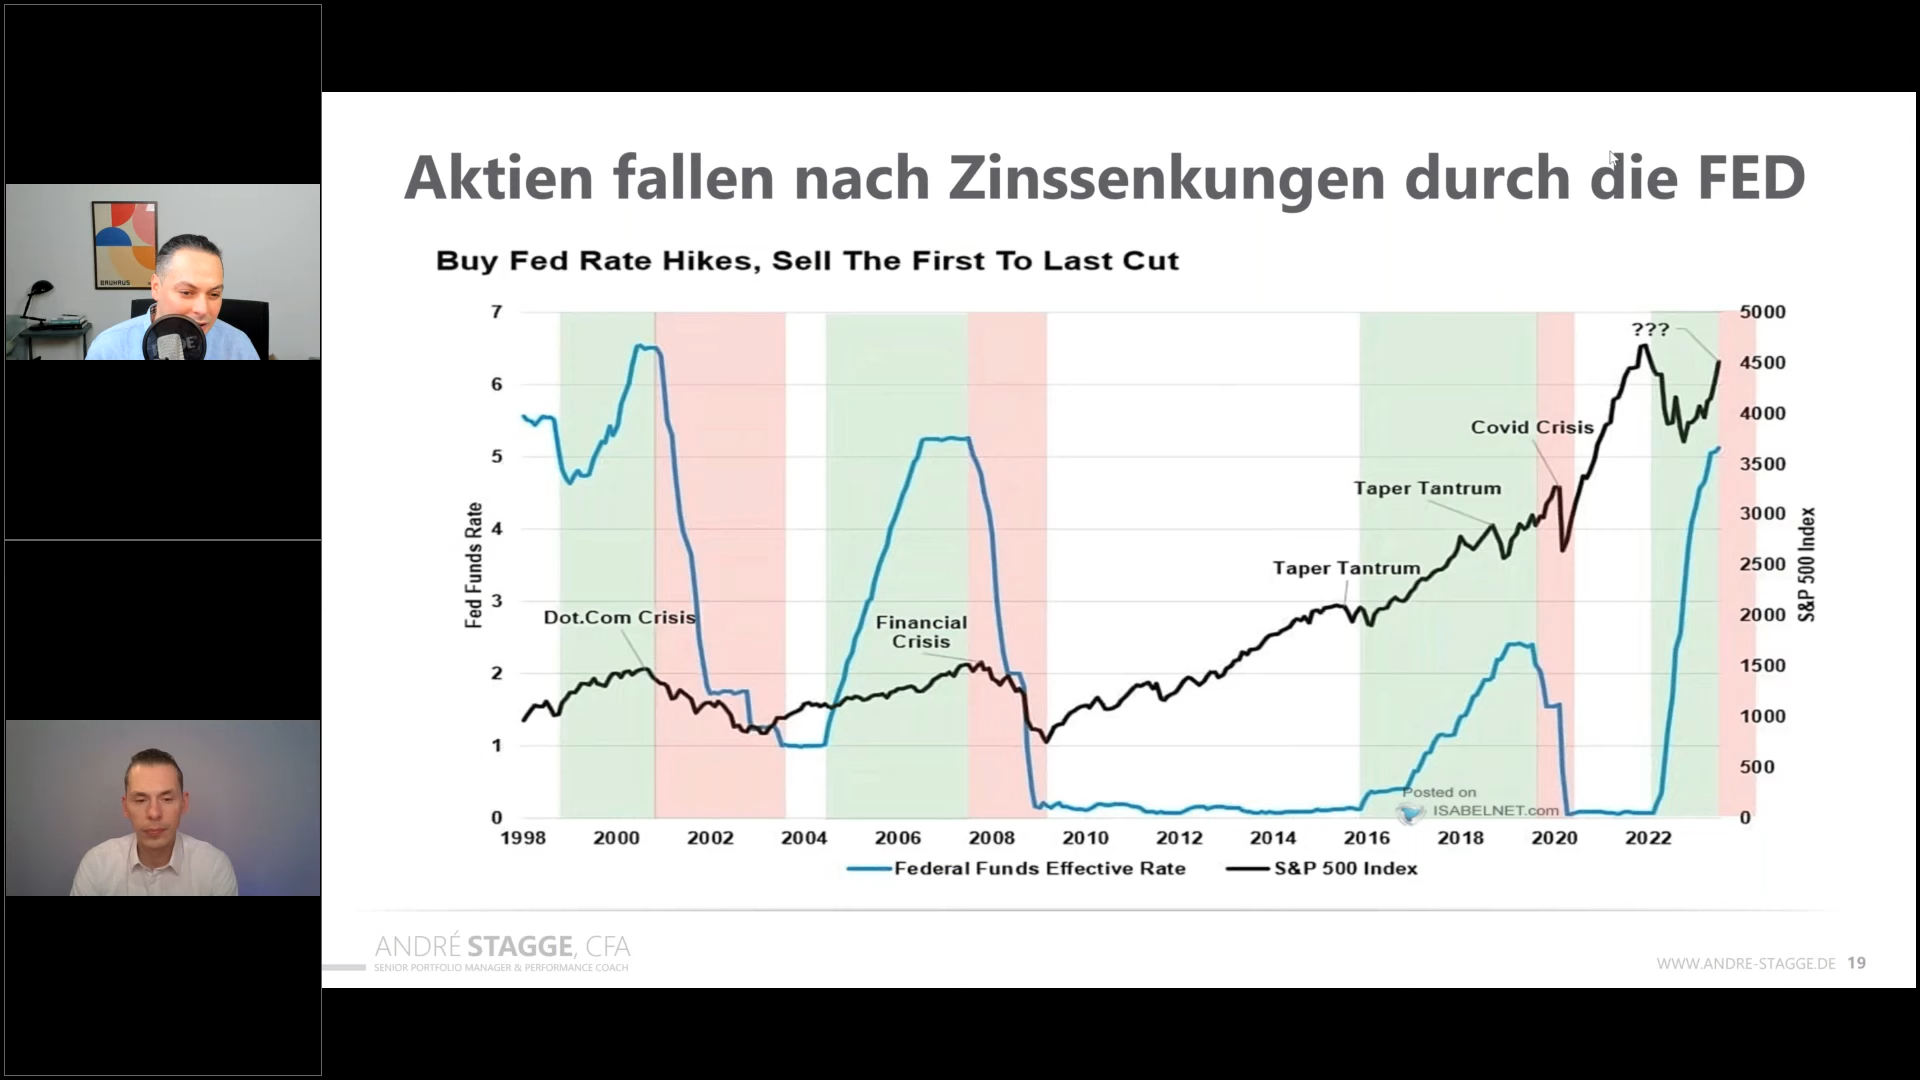 Aktien fallen nach Zinssenkungen durch die FED
Buy Fed Rate Hikes, Sell The First To Last Cut
7
6
5
4
3
2
1
0
Fed Funds Rate
5000
4500
4000
3500
3000
2500
2000
1500
1000
500
0
S&P 500 Index
???
Covid Crisis
Taper Tantrum
Taper Tantrum
Dot.Com Crisis
Financial
Crisis
Posted on
ISABELNET.com
1998 2000 2002 2004 2006 2008 2010 2012 2014 2016 2018 2020 2022
Federal Funds Effective Rate S&P 500 Index
ANDRÉ STAGGE, CFA
SENIOR PORTFOLIO MANAGER & PERFORMANCE COACH
WWW.ANDRE-STAGGE.DE 19
BAUHAUS